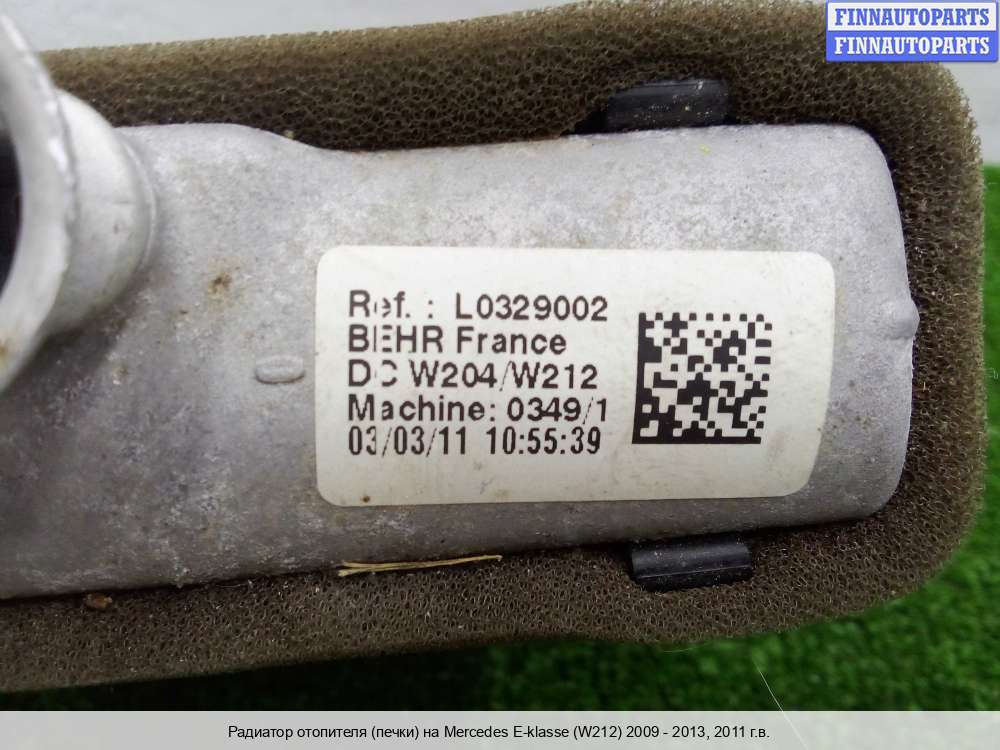 FINNAUTOPARTS
FINNAUTOPARTS
Ref. : L0329002
BEHR France
DC W204/W212
Machine: 0349/1
03/03/11 10:55:39
Радиатор отопителя (печки) на Mercedes E-klasse (W212) 2009 - 2013, 2011 г.в.